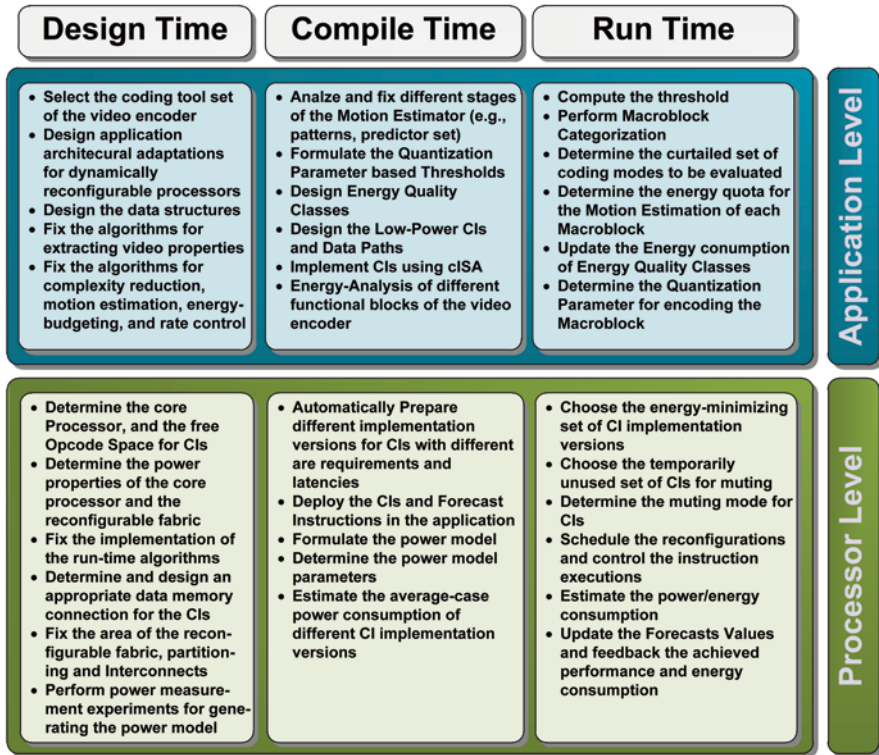 Design Time
Compile Time
Run Time
• Select the coding tool set
of the video encoder
• Design application
architecural adaptations
for dynamically
reconfigurable processors
• Design the data structures
• Fix the algorithms for
extracting video properties
• Fix the algorithms for
complexity reduction,
motion estimation, energy-
budgeting, and rate control
• Analze and fix different stages
of the Motion Estimator (e.g.,
patterns, predictor set)
• Formulate the Quantization
Parameter based Thresholds
• Design Energy Quality
Classes
• Design the Low-Power CIs
and Data Paths
• Implement CIs using cISA
• Energy-Analysis of different
functional blocks of the video
encoder
• Compute the threshold
• Perform Macroblock
Categorization
• Determine the curtailed set of
coding modes to be evaluated
• Determine the energy quota for
the Motion Estimation of each
Macroblock
• Update the Energy conumption
of Energy Quality Classes
• Determine the Quantization
Parameter for encoding the
Macroblock
Application Level
• Determine the core
Processor, and the free
Opcode Space for CIs
• Determine the power
properties of the core
processor and the
reconfigurable fabric
• Fix the implementation of
the run-time algorithms
• Determine and design an
appropriate data memory
connection for the CIs
• Fix the area of the recon-
figurable fabric, partition-
ing and Interconnects
• Perform power measure-
ment experiments for gene-
rating the power model
• Automatically Prepare
different implementation
versions for CIs with different
are requirements and
latencies
• Deploy the CIs and Forecast
Instructions in the application
• Formulate the power model
• Determine the power model
parameters
• Estimate the average-case
power consumption of
different CI implementation
versions
• Choose the energy-minimizing
set of CI implementation
versions
• Choose the temporarily
unused set of CIs for muting
• Determine the muting mode for
CIs
• Schedule the reconfigurations
and control the instruction
executions
• Estimate the power/energy
consumption
• Update the Forecasts Values
and feedback the achieved
performance and energy
consumption
Processor Level